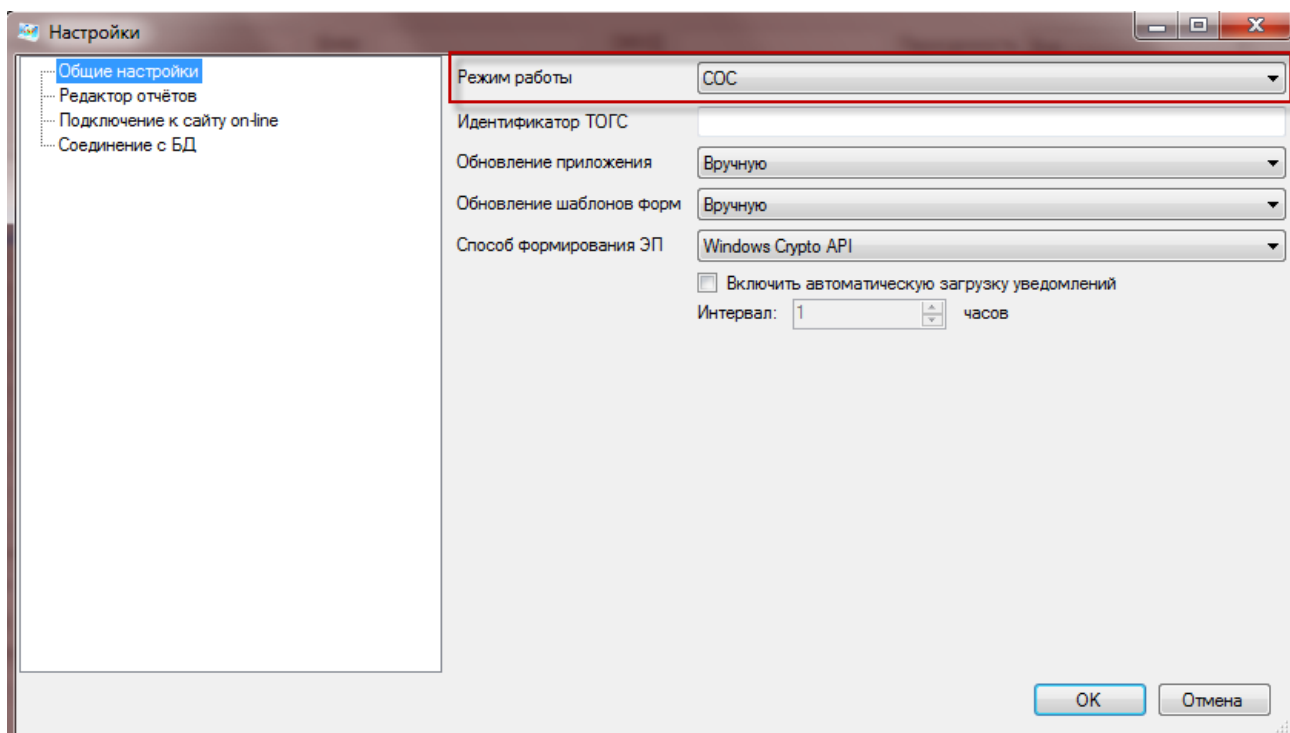 Настройки
Общие настройки
Редактор отчётов
Подключение к сайту on-line
Соединение с БД
Режим работы СОС
Идентификатор ТОГС
Обновление приложения Вручную
Обновление шаблонов форм Вручную
Способ формирования ЭП Windows Crypto API
Включить автоматическую загрузку уведомлений
Интервал: 1 часов
OK Отмена